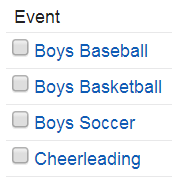 Event
Boys Baseball
Boys Basketball
Boys Soccer
Cheerleading